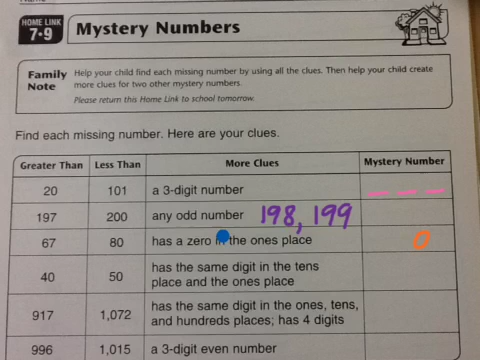 HOME LINK
7•9
Mystery Numbers
Family Note
Help your child find each missing number by using all the clues. Then help your child create
more clues for two other mystery numbers.
Please return this Home Link to school tomorrow.
Find each missing number. Here are your clues.
Greater Than Less Than More Clues Mystery Number
20 101 a 3-digit number _ _ _
197 200 any odd number 198, 199
67 80 has a zero in the ones place 0
40 50 has the same digit in the tens
place and the ones place
917 1,072 has the same digit in the ones, tens,
and hundreds places; has 4 digits
996 1,015 a 3-digit even number